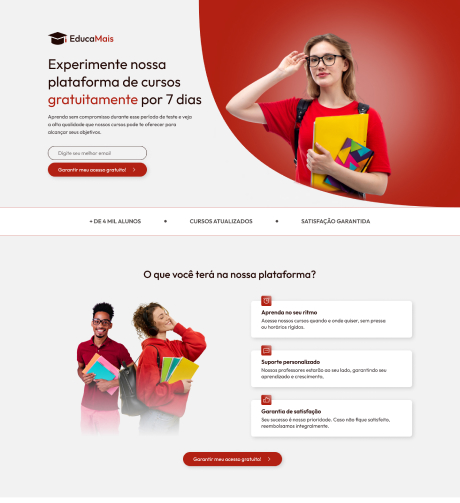 EducaMais
Experimente nossa
plataforma de cursos
gratuitamente por 7 dias
Aprenda sem compromisso durante esse período de teste e veja
a alta qualidade que nossos cursos pode te oferecer para
alcançar seus objetivos.
Digite seu melhor email
Garantir meu acesso gratuito!
+ DE 4 MIL ALUNOS • CURSOS ATUALIZADOS • SATISFAÇÃO GARANTIDA
O que você terá na nossa plataforma?
Aprenda no seu ritmo
Acesse nossos cursos quando e onde quiser, sem pressa
ou horários rígidos.
Suporte personalizado
Nossos professores estarão ao seu lado, garantindo seu
aprendizado e crescimento.
Garantia de satisfação
Seu sucesso é nossa prioridade. Caso não fique satisfeito,
reembolsamos integralmente.
Garantir meu acesso gratuito!